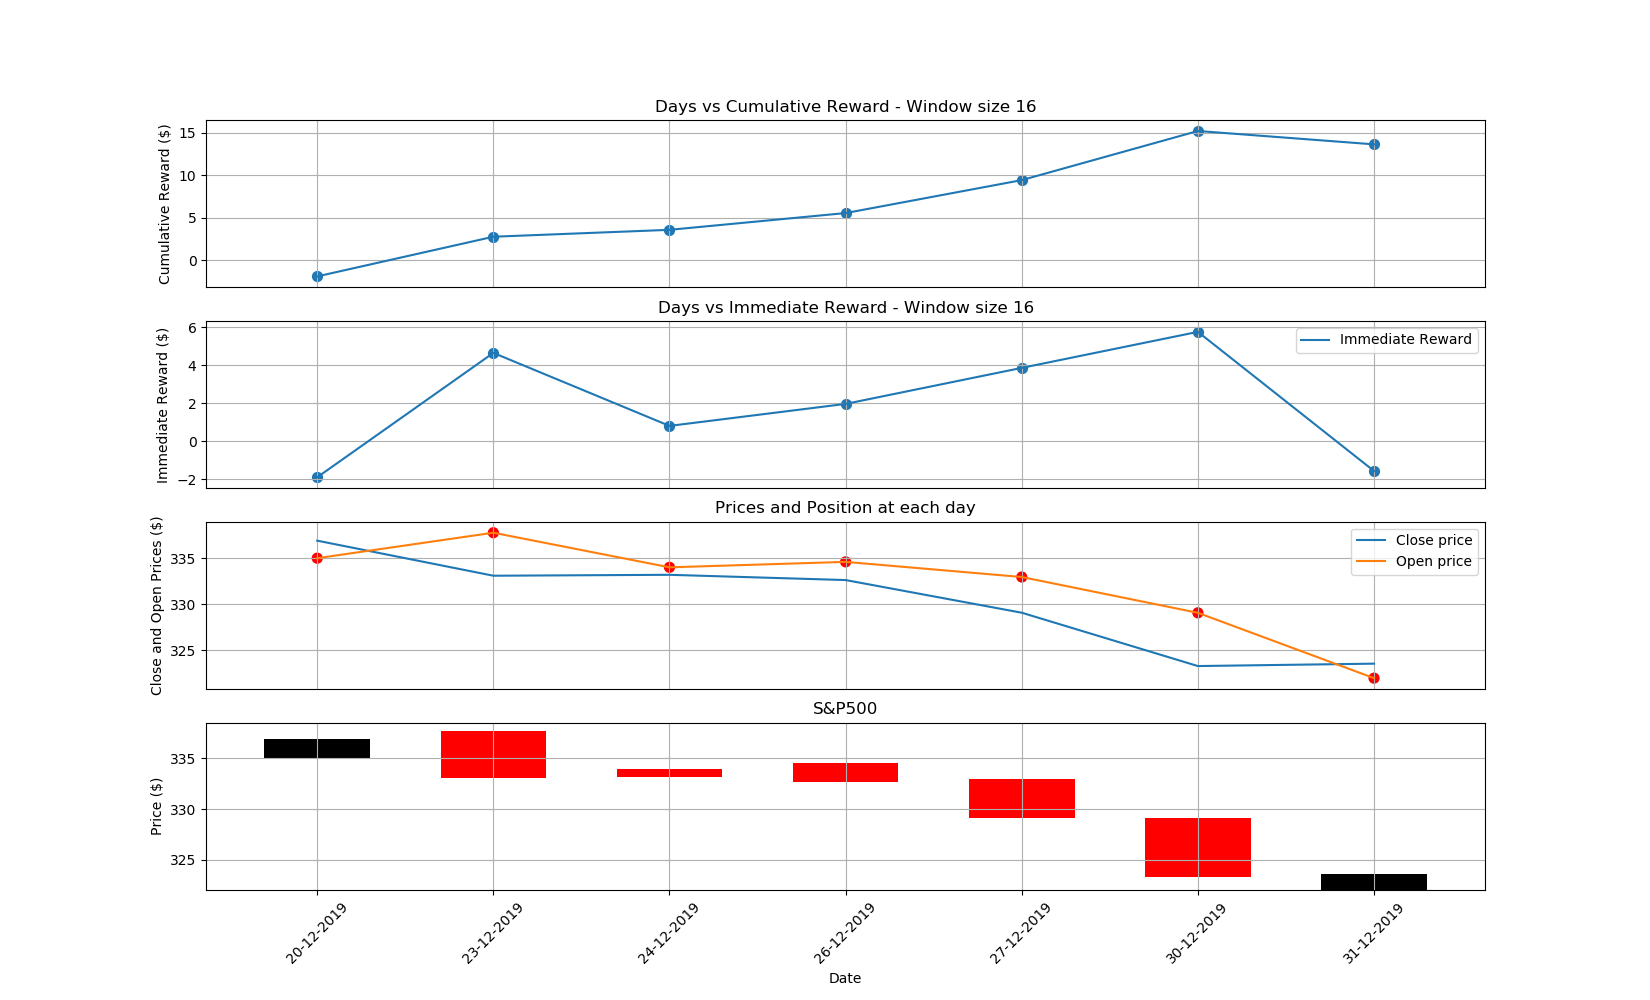 Days vs Cumulative Reward - Window size 16
Cumulative Reward ($)
15
10
5
0
Days vs Immediate Reward - Window size 16
Immediate Reward ($)
6
4
2
0
−2
Immediate Reward
Prices and Position at each day
Close and Open Prices ($)
335
330
325
Close price
Open price
S&P500
Price ($)
335
330
325
20-12-2019
23-12-2019
24-12-2019
26-12-2019
27-12-2019
30-12-2019
31-12-2019
Date